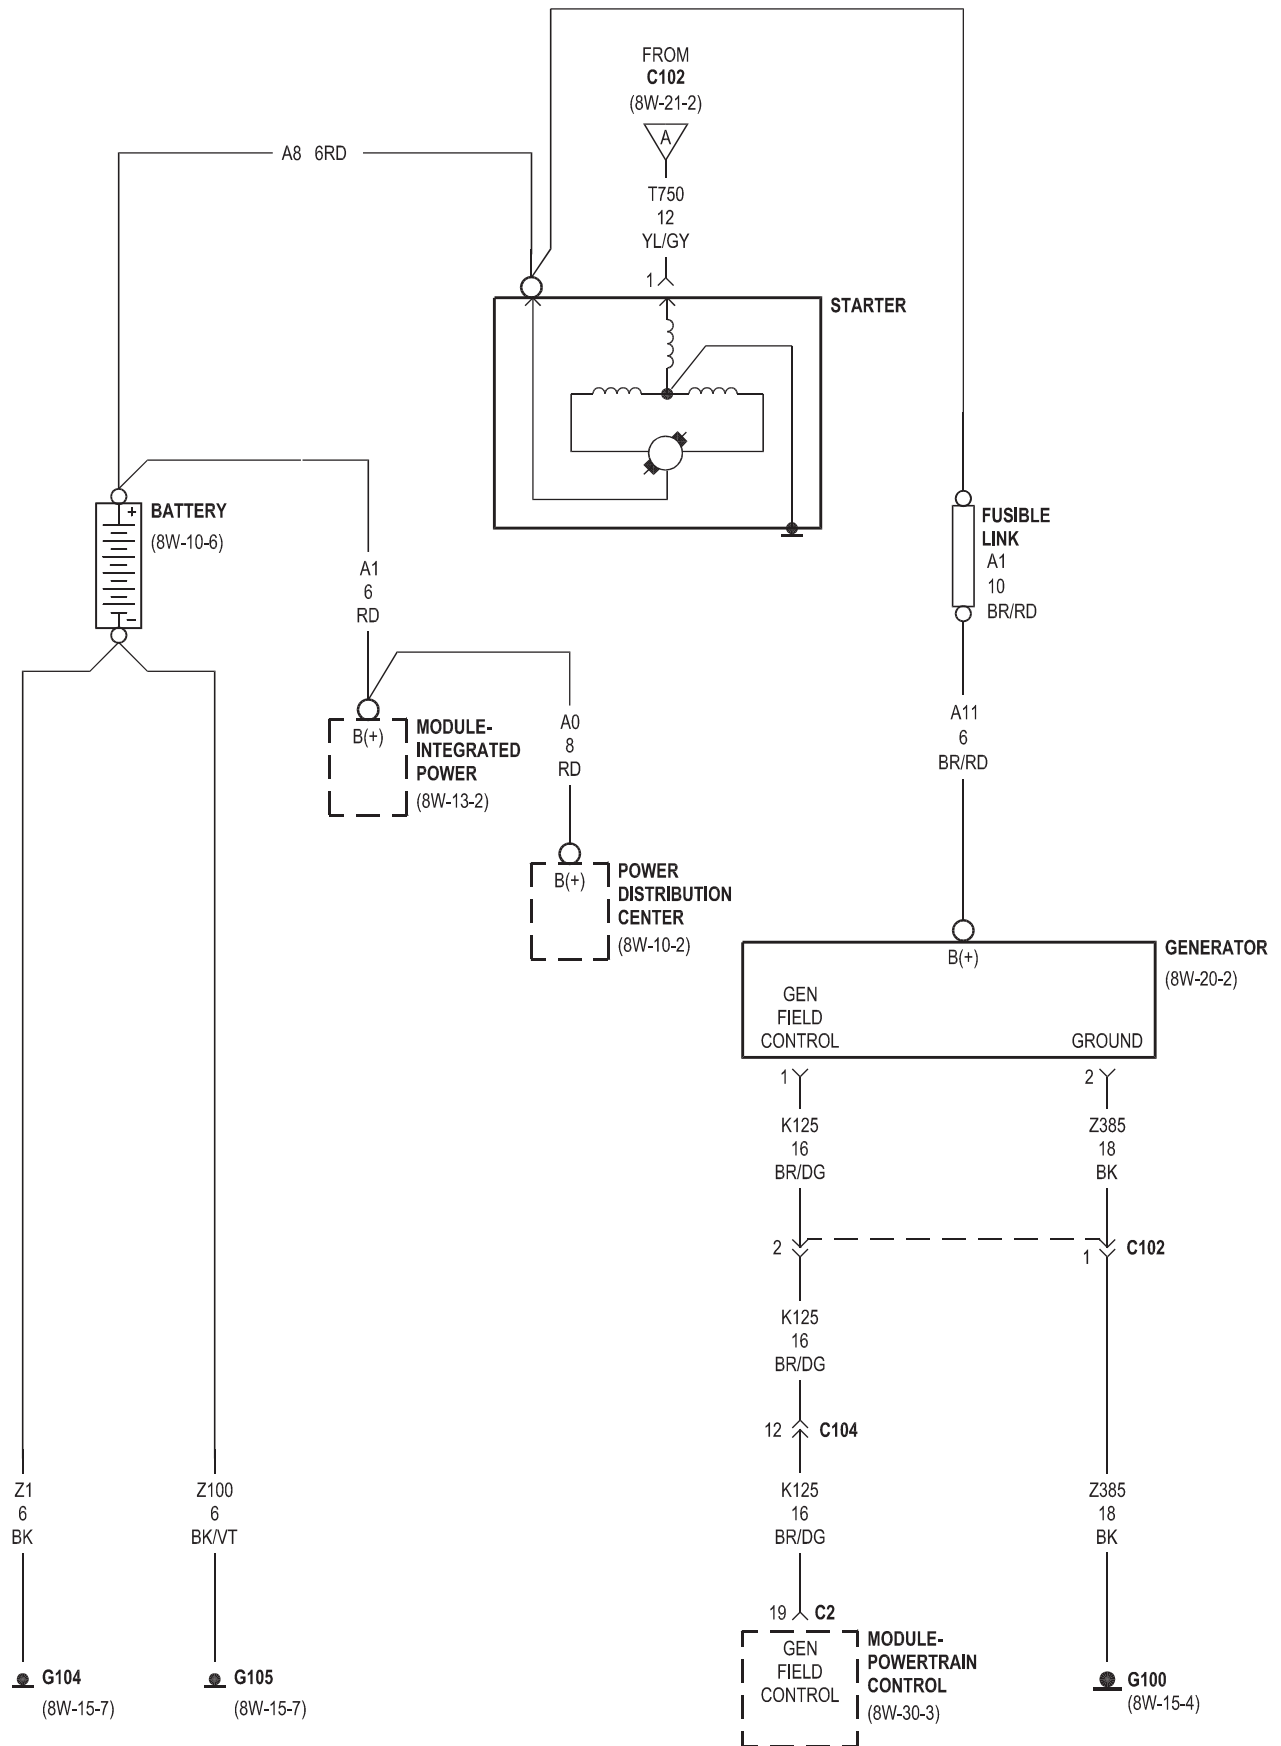 FROM
C102
(8W-21-2)
A
A8 6RD
T750
12
YL/GY
1
STARTER
BATTERY
(8W-10-6)
+
−
FUSIBLE
LINK
A1
10
BR/RD
A1
6
RD
B(+)
MODULE-
INTEGRATED
POWER
(8W-13-2)
A0
8
RD
A11
6
BR/RD
B(+)
POWER
DISTRIBUTION
CENTER
(8W-10-2)
B(+)
GENERATOR
(8W-20-2)
GEN
FIELD
CONTROL
GROUND
1
2
K125
16
BR/DG
Z385
18
BK
2
1
C102
K125
16
BR/DG
12
C104
Z1
6
BK
Z100
6
BK/VT
K125
16
BR/DG
Z385
18
BK
19
C2
GEN
FIELD
CONTROL
MODULE-
POWERTRAIN
CONTROL
(8W-30-3)
G104
(8W-15-7)
G105
(8W-15-7)
G100
(8W-15-4)